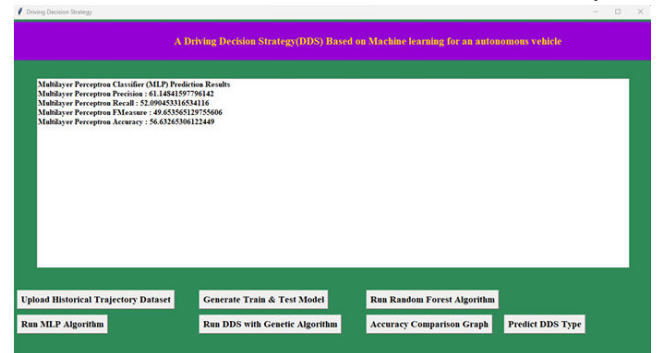 Driving Decision Strategy
A Driving Decision Strategy(DDS) Based on Machine learning for an autonomous vehicle
Multilayer Perceptron Classifier (MLP) Prediction Results
Multilayer Perceptron Precision : 61.14841597796142
Multilayer Perceptron Recall : 52.090453316534116
Multilayer Perceptron FMeasure : 49.653565129755606
Multilayer Perceptron Accuracy : 56.63265306122449
Upload Historical Trajectory Dataset
Generate Train & Test Model
Run Random Forest Algorithm
Run MLP Algorithm
Run DDS with Genetic Algorithm
Accuracy Comparison Graph
Predict DDS Type